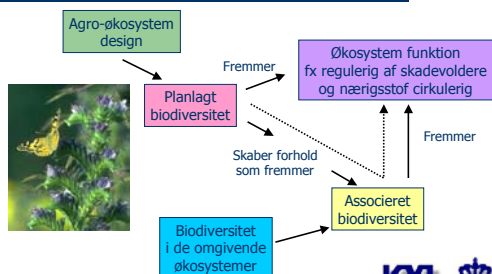 Agro-økosystem
design
Økosystem funktion
fx regulerig af skadevoldere
og nærigsstof cirkulerig
Fremmer
Planlagt
biodiversitet
Fremmer
Skaber forhold
som fremmer
Associeret
biodiversitet
Biodiversitet
i de omgivende
økosystemer